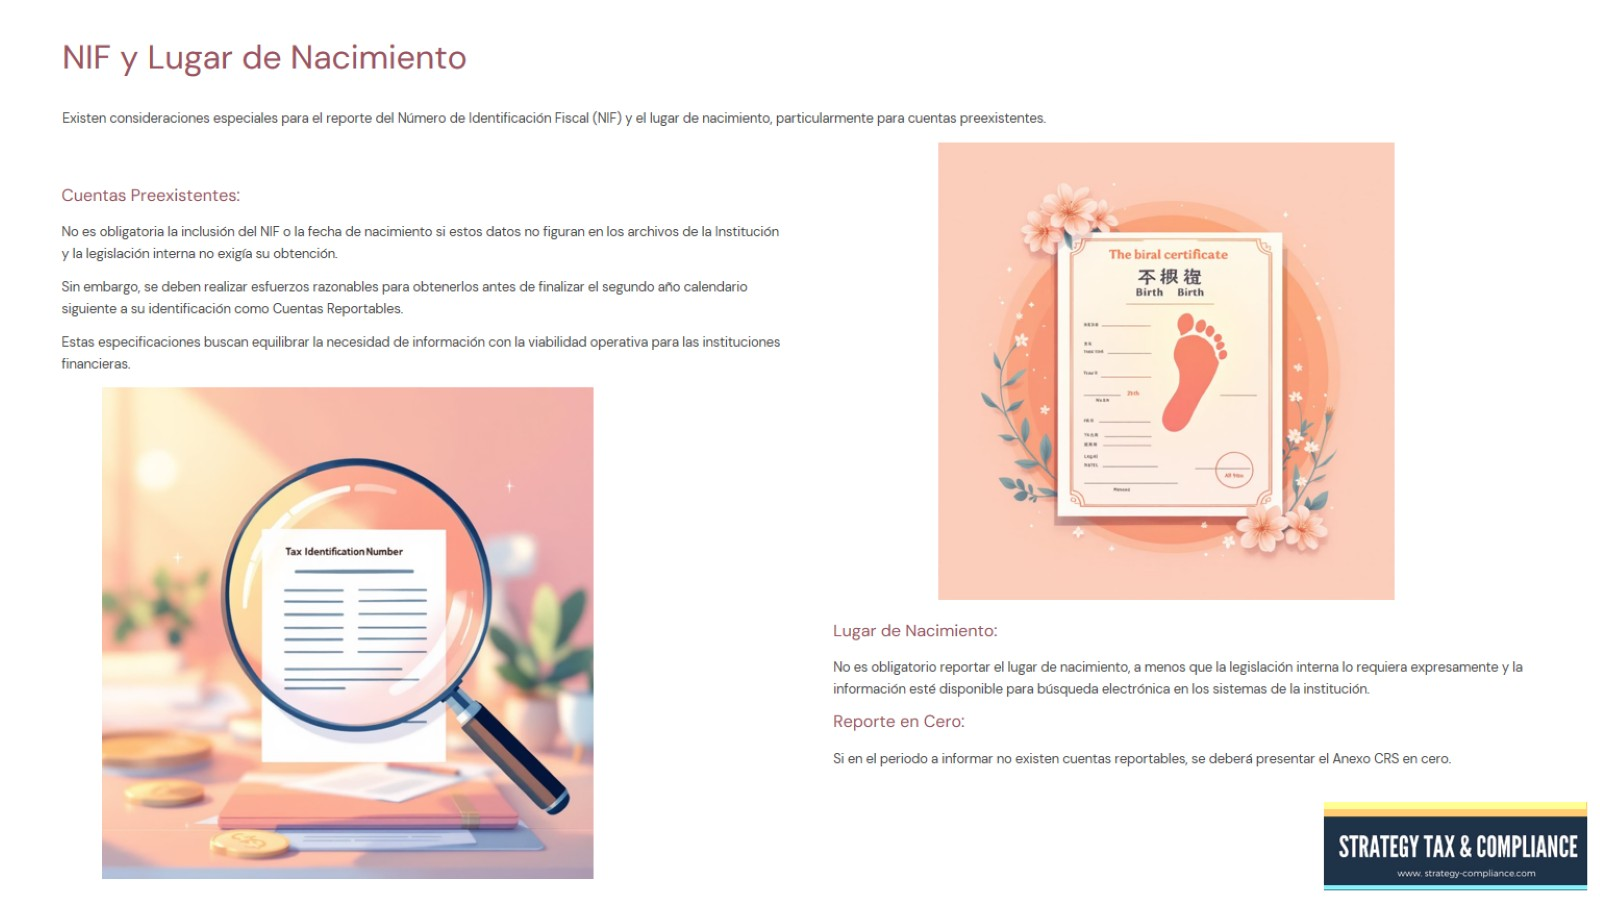 NIF y Lugar de Nacimiento
Existen consideraciones especiales para el reporte del Número de Identificación Fiscal (NIF) y el lugar de nacimiento, particularmente para cuentas preexistentes.
Cuentas Preexistentes:
No es obligatoria la inclusión del NIF o la fecha de nacimiento si estos datos no figuran en los archivos de la Institución
y la legislación interna no exigía su obtención.
Sin embargo, se deben realizar esfuerzos razonables para obtenerlos antes de finalizar el segundo año calendario
siguiente a su identificación como Cuentas Reportables.
Estas especificaciones buscan equilibrar la necesidad de información con la viabilidad operativa para las instituciones
financieras.
Tax Identification Number
The biral certificate
Birth Birth
Lugar de Nacimiento:
No es obligatorio reportar el lugar de nacimiento, a menos que la legislación interna lo requiera expresamente y la
información esté disponible para búsqueda electrónica en los sistemas de la institución.
Reporte en Cero:
Si en el periodo a informar no existen cuentas reportables, se deberá presentar el Anexo CRS en cero.
STRATEGY TAX & COMPLIANCE
www. strategy-compliance.com